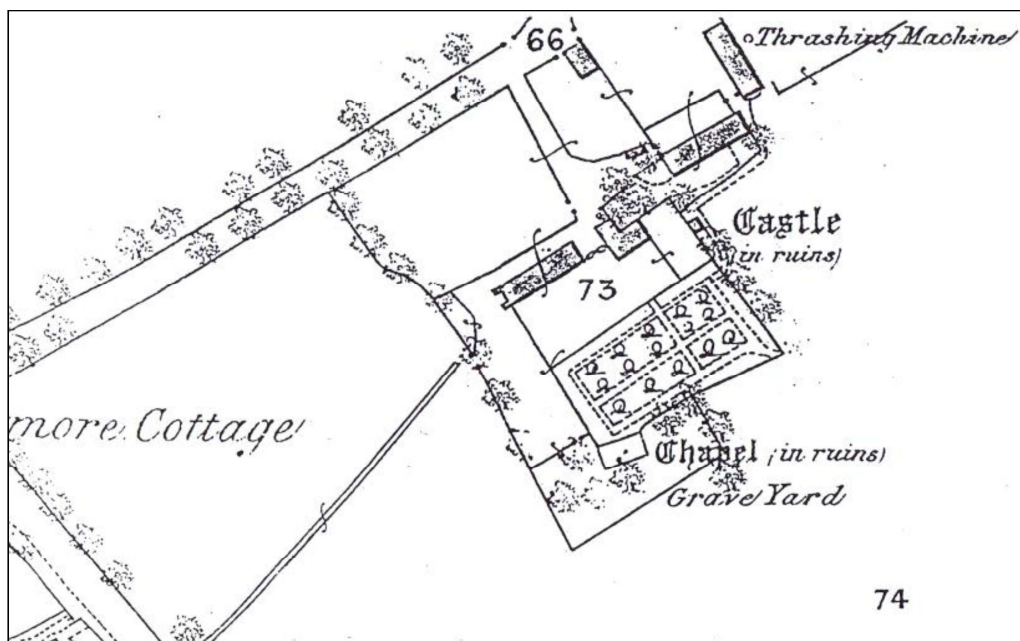 66
Thrashing Machine
Castle
(in ruins)
73
more Cottage
Chapel (in ruins)
Grave Yard
74